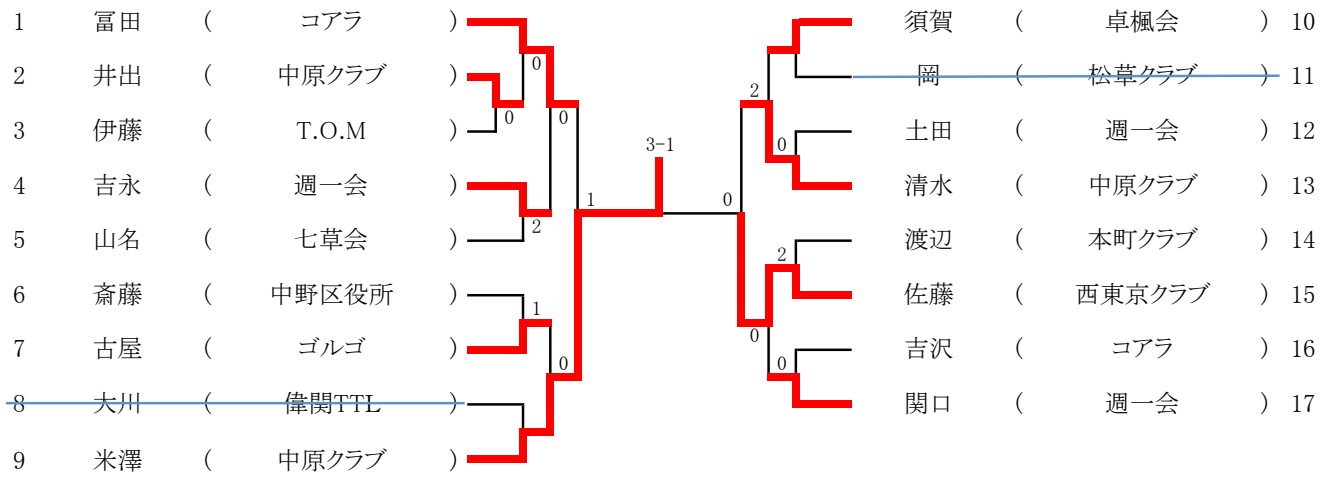 1 冨田 ( コアラ )
2 井出 ( 中原クラブ )
3 伊藤 ( T.O.M )
4 吉永 ( 週一会 )
5 山名 ( 七草会 )
6 斎藤 ( 中野区役所 )
7 古屋 ( ゴルゴ )
8 大川 ( 偉関TTL )
9 米澤 ( 中原クラブ )
0
0
0
2
1
1
0
3-1
2
0
0
2
0
0
須賀 ( 卓楓会 ) 10
岡 ( 松草クラブ ) 11
土田 ( 週一会 ) 12
清水 ( 中原クラブ ) 13
渡辺 ( 本町クラブ ) 14
佐藤 ( 西東京クラブ ) 15
吉沢 ( コアラ ) 16
関口 ( 週一会 ) 17